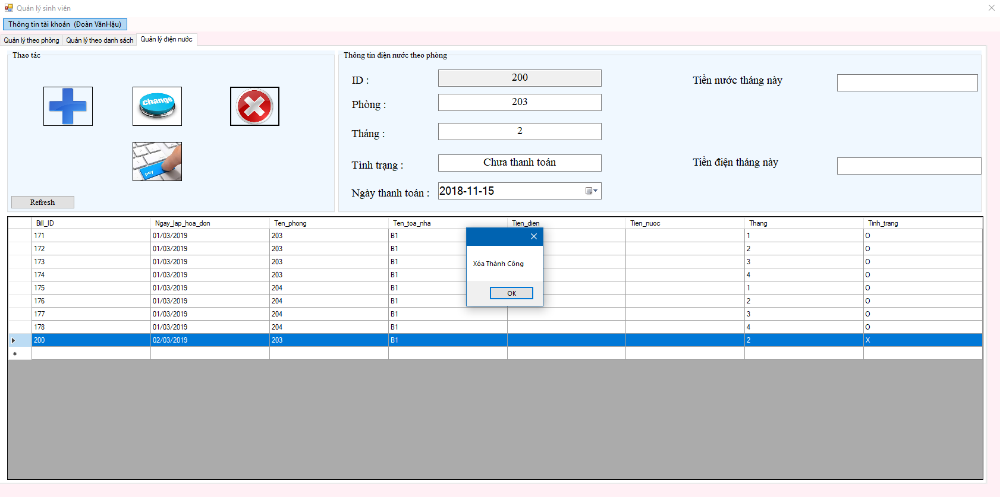 Quản lý sinh viên
Thông tin tài khoản (Đoàn VănHậu)
Quản lý theo phòng Quản lý theo danh sách Quản lý điện nước
Thao tác
change
pay
Refresh
Thông tin điện nước theo phòng
ID : 200
Phòng : 203
Tháng : 2
Tình trạng : Chưa thanh toán
Ngày thanh toán : 2018-11-15
Tiền nước tháng này
Tiền điện tháng này
Bill_ID Ngay_lap_hoa_don Ten_phong Ten_toa_nha Tien_dien Tien_nuoc Thang Tinh_trang
171 01/03/2019 203 B1 1 O
172 01/03/2019 203 B1 2 O
173 01/03/2019 203 B1 3 O
174 01/03/2019 203 B1 4 O
175 01/03/2019 204 B1 1 O
176 01/03/2019 204 B1 2 O
177 01/03/2019 204 B1 3 O
178 01/03/2019 204 B1 4 O
200 02/03/2019 203 B1 2 X
Xóa Thành Công
OK